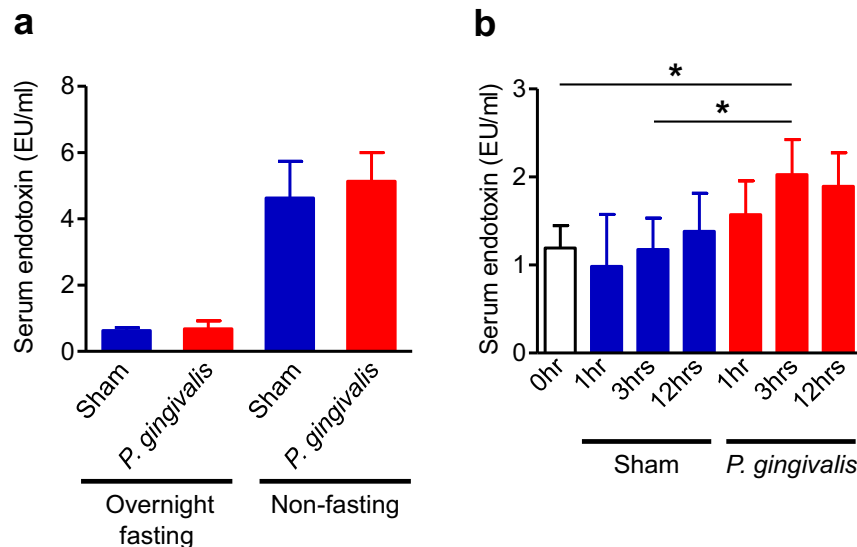 a
Serum endotoxin (EU/ml)
8
6
4
2
0
Sham
P. gingivalis
Sham
P. gingivalis
Overnight
fasting
Non-fasting
b
Serum endotoxin (EU/ml)
3
2
1
0
*
*
0hr
1hr
3hrs
12hrs
1hr
3hrs
12hrs
Sham
P. gingivalis